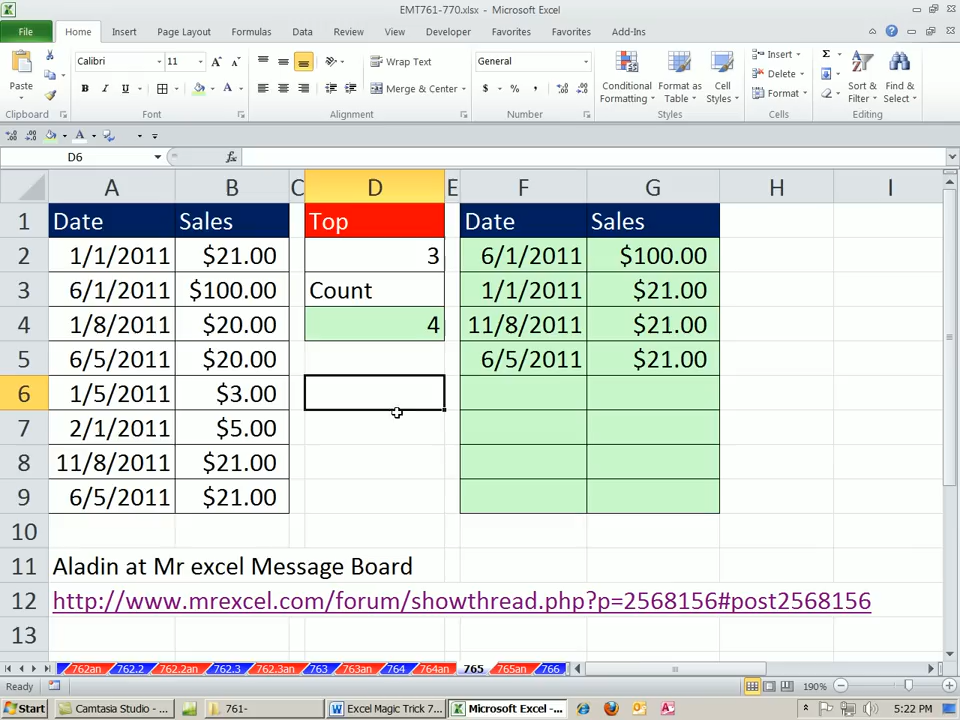 EMT761-770.xlsx - Microsoft Excel
File Home Insert Page Layout Formulas Data Review View Developer Favorites Favorites Add-Ins
Paste
Calibri 11
B I U
Wrap Text
Merge & Center
General
$ % ,
Conditional Formatting
Format as Table
Cell Styles
Insert
Delete
Format
Sort & Filter
Find & Select
Clipboard Font Alignment Number Styles Cells Editing
D6 fx
A B C D E F G H I
1 Date Sales Top Date Sales
2 1/1/2011 $21.00 3 6/1/2011 $100.00
3 6/1/2011 $100.00 Count 1/1/2011 $21.00
4 1/8/2011 $20.00 4 11/8/2011 $21.00
5 6/5/2011 $20.00 6/5/2011 $21.00
6 1/5/2011 $3.00
7 2/1/2011 $5.00
8 11/8/2011 $21.00
9 6/5/2011 $21.00
10
11 Aladin at Mr excel Message Board
12 http://www.mrexcel.com/forum/showthread.php?p=2568156#post2568156
13
762an 762.2 762.2an 762.3 762.3an 763 763an 764 764an 765 765an 766
Ready 190%
Start Camtasia Studio - ... 761- Excel Magic Trick 7... Microsoft Excel -... 5:22 PM